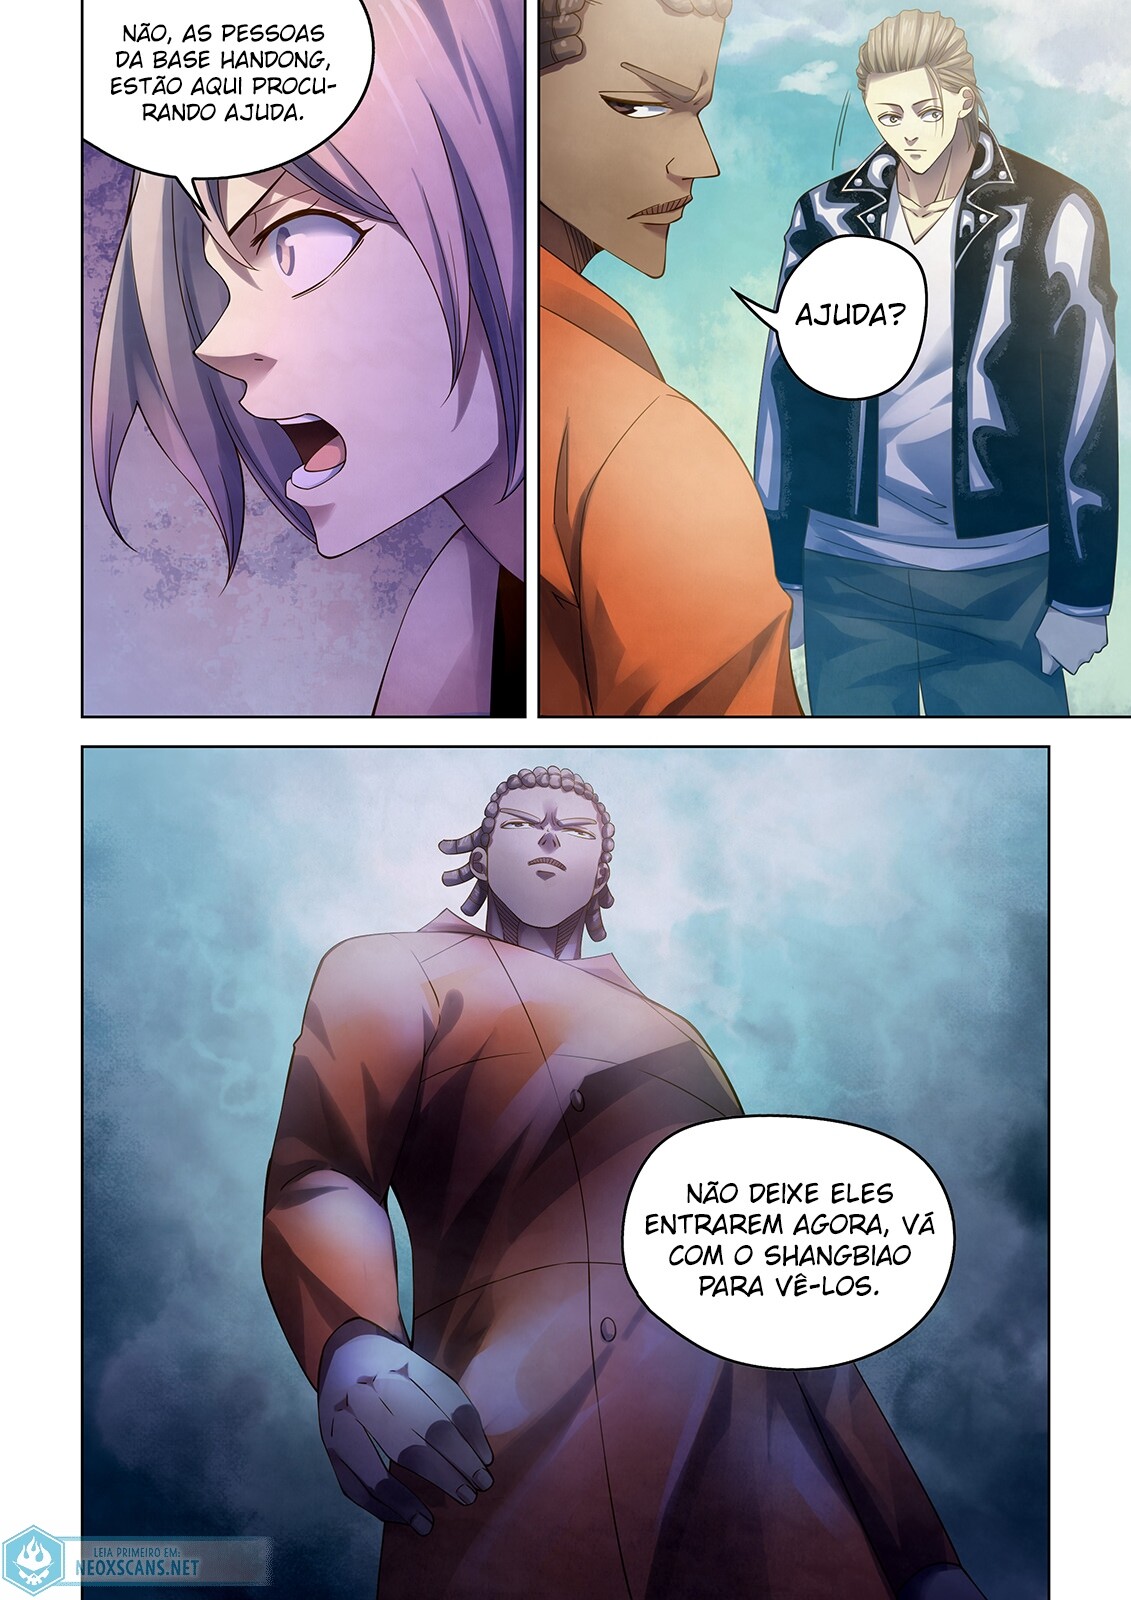 NÃO, AS PESSOAS
DA BASE HANDONG,
ESTÃO AQUI PROCU-
RANDO AJUDA.
AJUDA?
NÃO DEIXE ELES
ENTRAREM AGORA, VÁ
COM O SHANGBIAO
PARA VÊ-LOS.
LEIA PRIMEIRO EM:
NEOXSCANS.NET